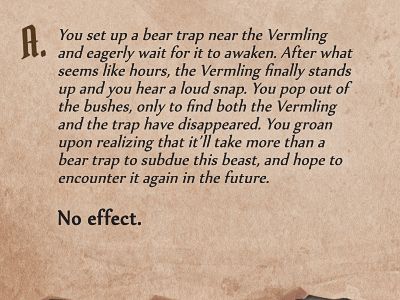 A. You set up a bear trap near the Vermling
and eagerly wait for it to awaken. After what
seems like hours, the Vermling finally stands
up and you hear a loud snap. You pop out of
the bushes, only to find both the Vermling
and the trap have disappeared. You groan
upon realizing that it'll take more than a
bear trap to subdue this beast, and hope to
encounter it again in the future.
No effect.